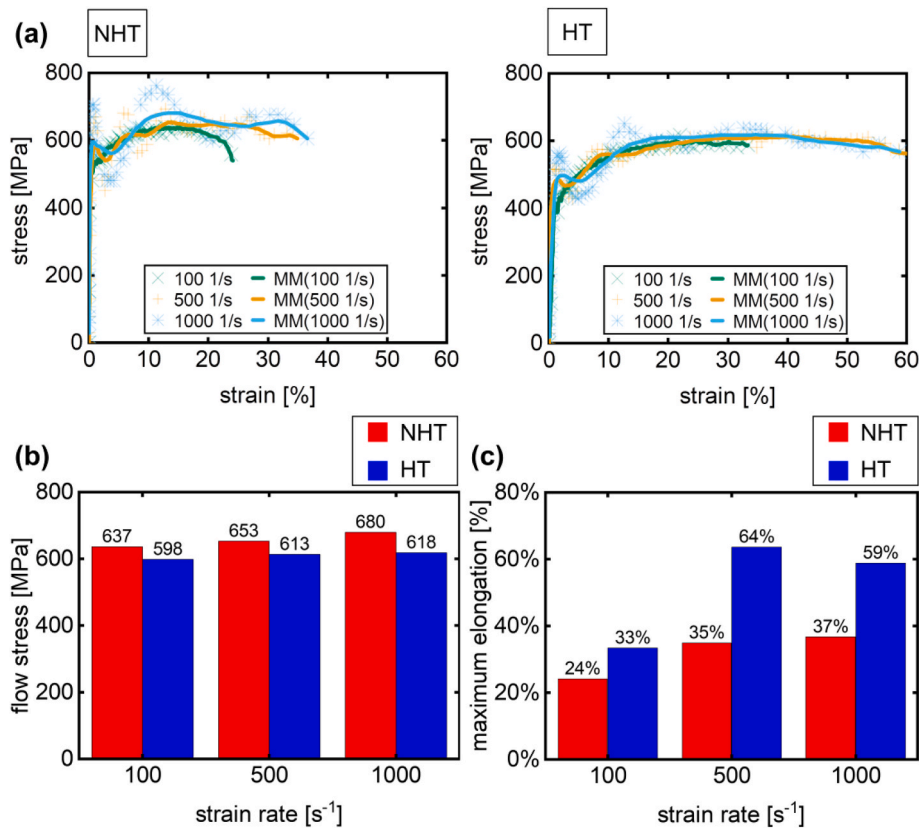 (a)
NHT
800
600
400
200
0
stress [MPa]
100 1/s
500 1/s
1000 1/s
MM(100 1/s)
MM(500 1/s)
MM(1000 1/s)
0 10 20 30 40 50 60
strain [%]
HT
800
600
400
200
0
stress [MPa]
100 1/s
500 1/s
1000 1/s
MM(100 1/s)
MM(500 1/s)
MM(1000 1/s)
0 10 20 30 40 50 60
strain [%]
(b)
NHT
HT
800
600
400
200
0
flow stress [MPa]
637 598 653 613 680 618
100 500 1000
strain rate [s⁻¹]
(c)
NHT
HT
80%
60%
40%
20%
0%
maximum elongation [%]
24% 33% 35% 64% 37% 59%
100 500 1000
strain rate [s⁻¹]